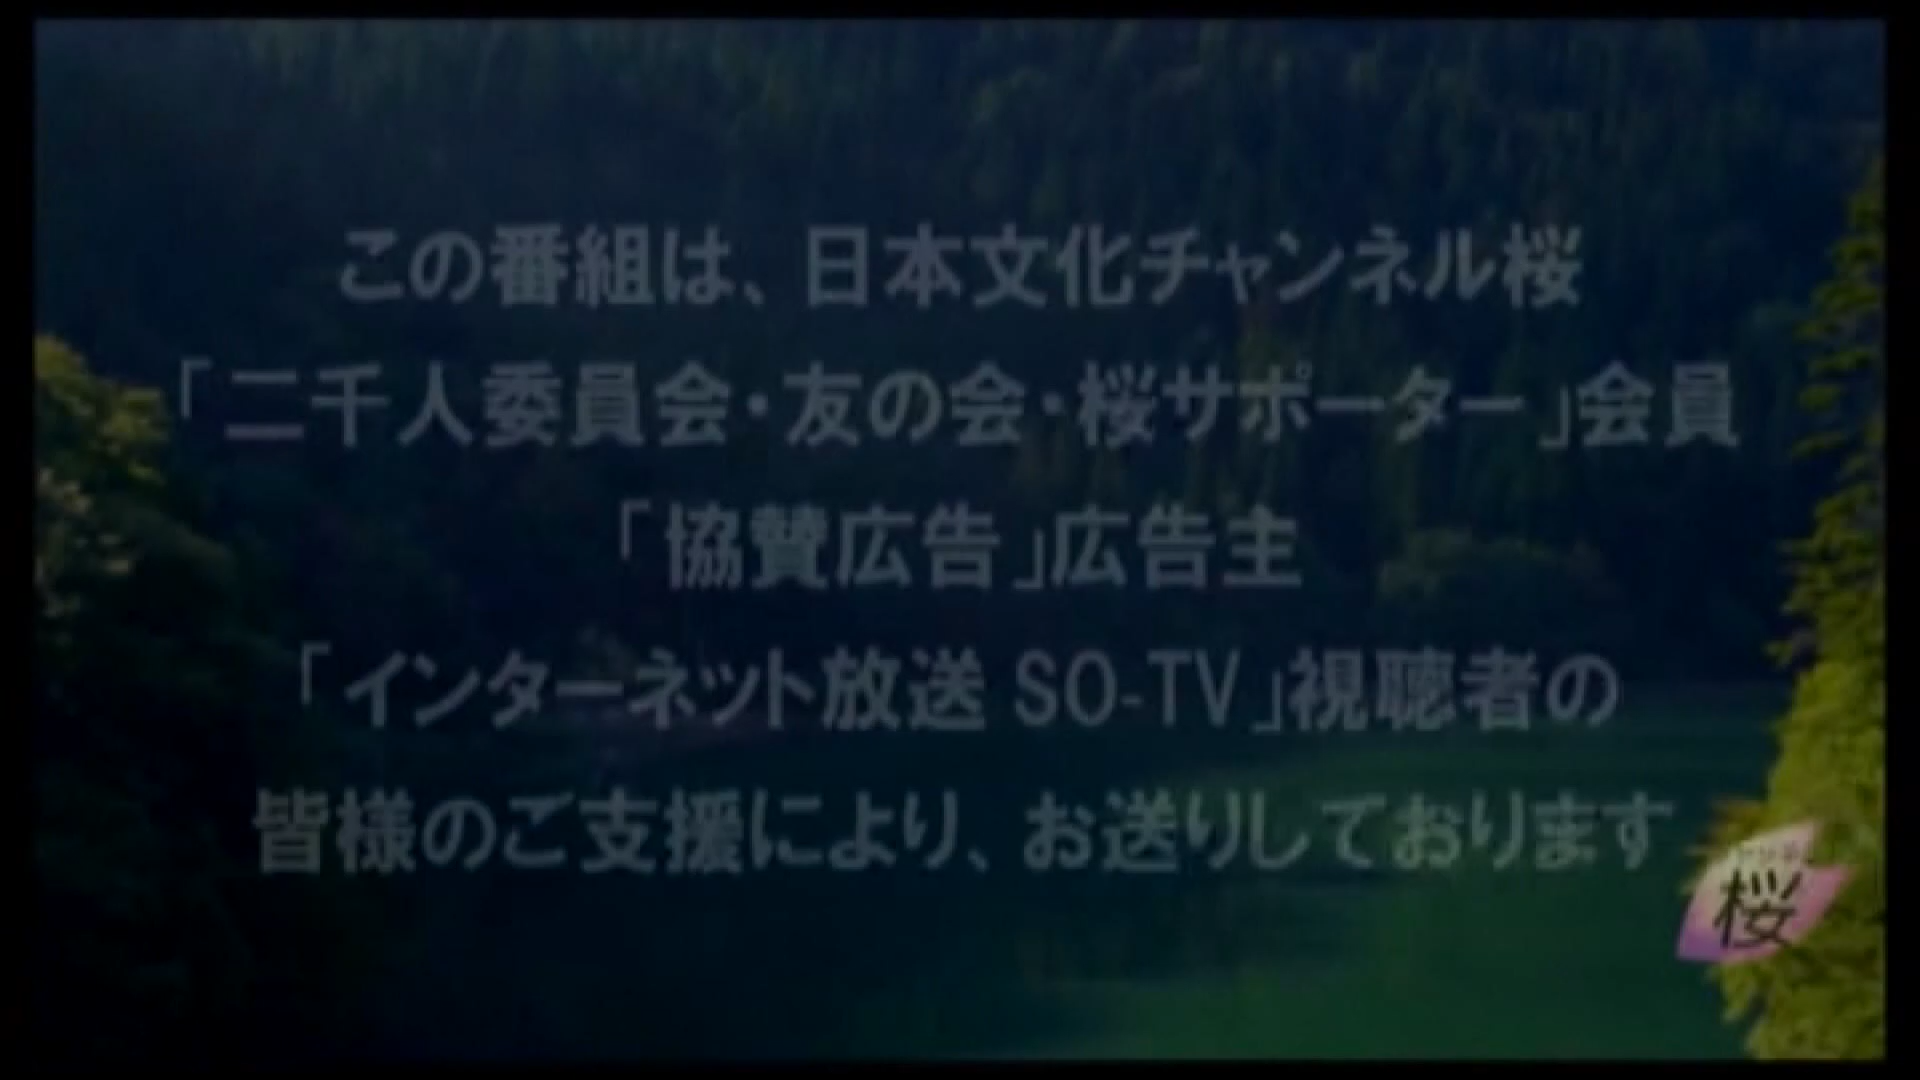 この番組は、日本文化チャンネル桜
「二千人委員会・友の会・桜サポーター」会員
「協賛広告」広告主
「インターネット放送 SO-TV」視聴者の
皆様のご支援により、お送りしております
桜